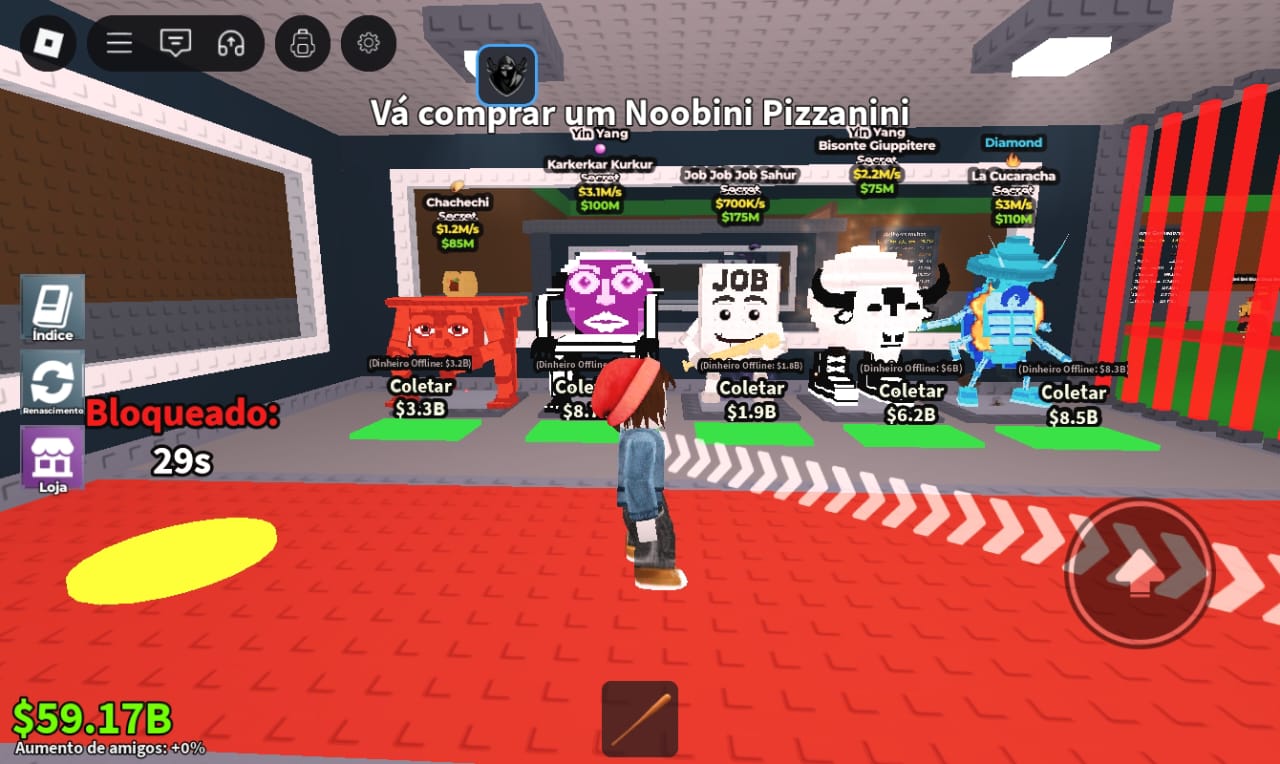 Vá comprar um Noobini Pizzanini
Chachechi
Secret
$1.2M/s
$85M
Yin Yang
Karkerkar Kurkur
Secret
$3.1M/s
$100M
Job Job Job Sahur
Secret
$700K/s
$175M
Yin Yang
Bisonte Giuppitere
Secret
$2.2M/s
$75M
Diamond
La Cucaracha
Secret
$3M/s
$110M
JOB
Índice
Renascimento
Loja
Bloqueado:
29s
(Dinheiro Offline: $3.2B)
Coletar
$3.3B
(Dinheiro Offline:
(Dinheiro Offline: $1.8B)
Coletar
$1.9B
(Dinheiro Offline: $6B)
Coletar
$6.2B
(Dinheiro Offline: $8.3B)
Coletar
$8.5B
$59.17B
Aumento de amigos: +0%